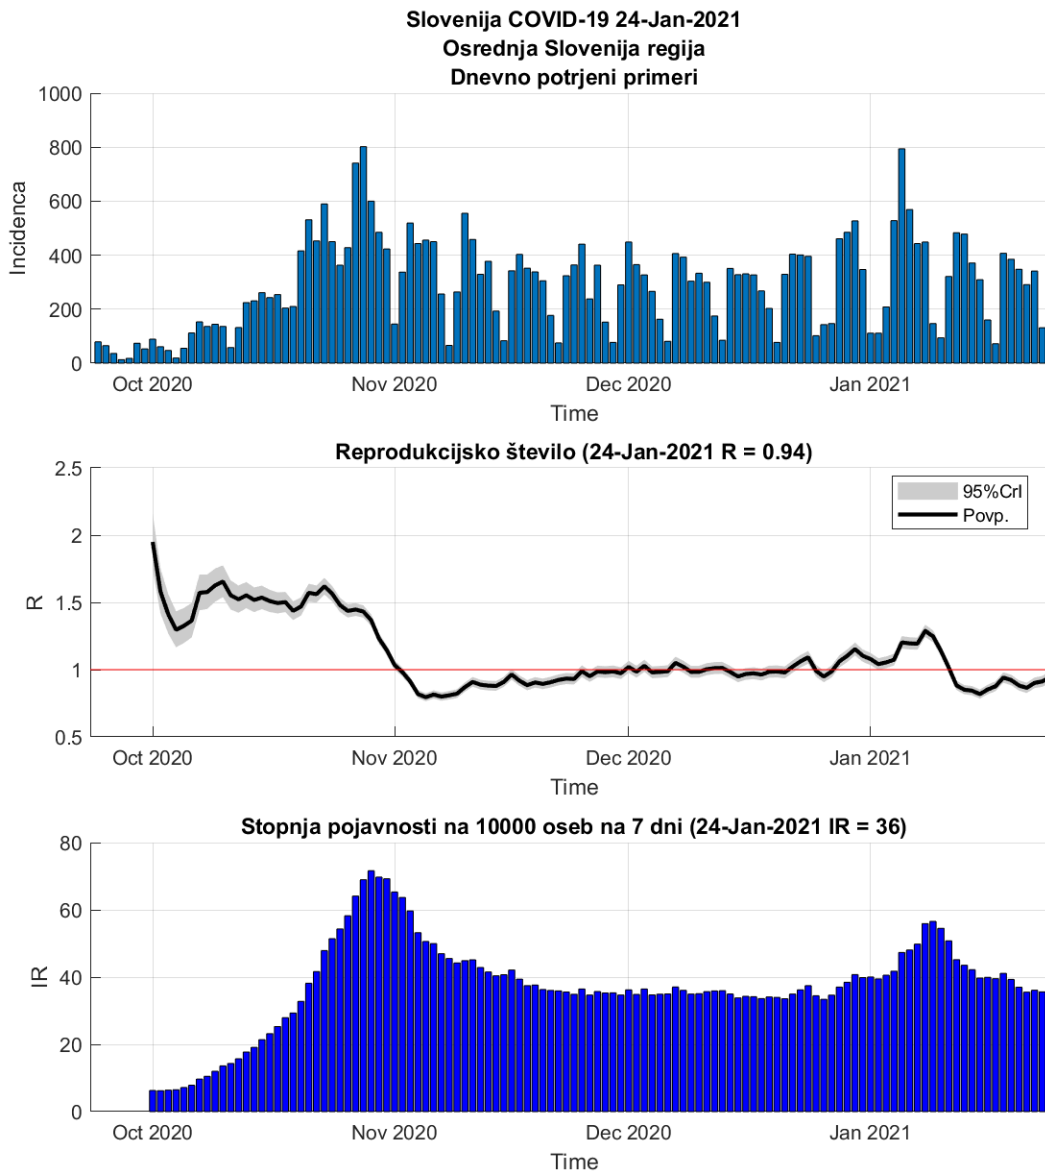 Slovenija COVID-19 24-Jan-2021
Osrednja Slovenija regija
Dnevno potrjeni primeri
1000
800
600
400
200
0
Incidenca
Oct 2020
Nov 2020
Dec 2020
Jan 2021
Time
Reprodukcijsko število (24-Jan-2021 R = 0.94)
2.5
2
1.5
1
0.5
R
95%CrI
Povp.
Oct 2020
Nov 2020
Dec 2020
Jan 2021
Time
Stopnja pojavnosti na 10000 oseb na 7 dni (24-Jan-2021 IR = 36)
80
60
40
20
0
IR
Oct 2020
Nov 2020
Dec 2020
Jan 2021
Time